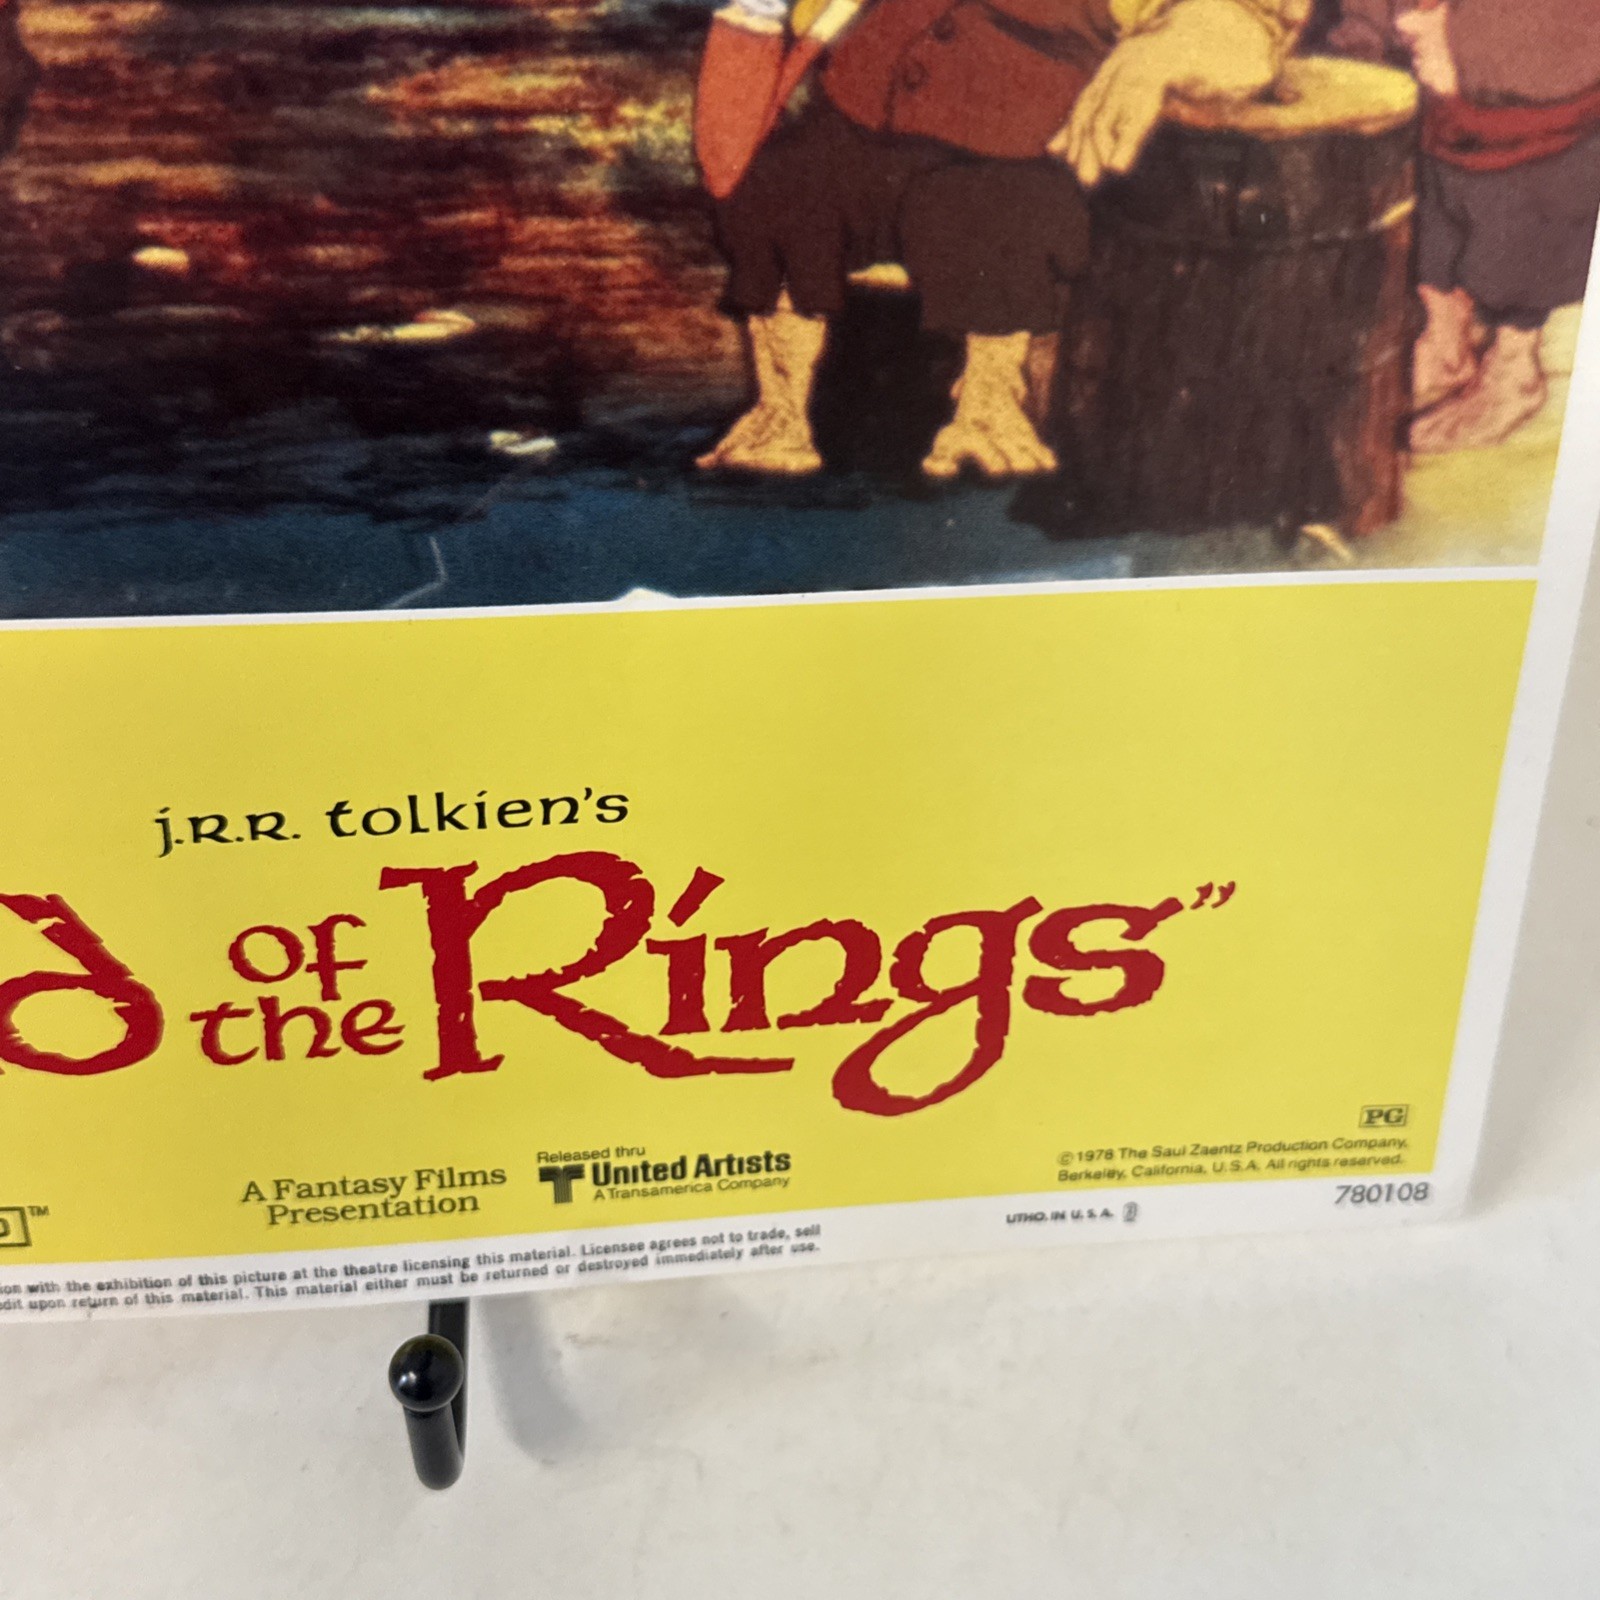 J.R.R. tolkien's
of the Rings"
PG
A Fantasy Films Presentation
Released thru
United Artists
A Transamerica Company
©1978 The Saul Zaentz Production Company,
Berkeley, California, U.S.A. All rights reserved.
TM
780108
LITHO. IN U.S.A.
with the exhibition of this picture at the theatre licensing this material. Licensee agrees not to trade, sell
upon return of this material. This material either must be returned or destroyed immediately after use.